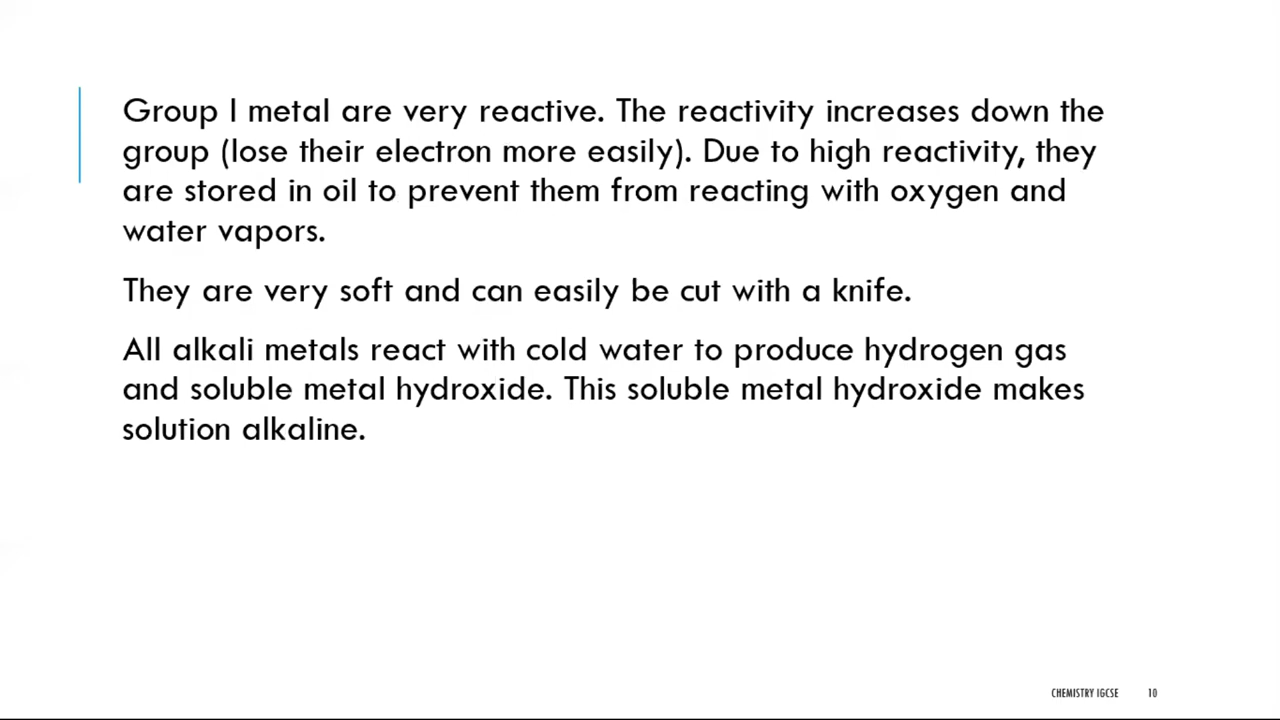 Group I metal are very reactive. The reactivity increases down the
group (lose their electron more easily). Due to high reactivity, they
are stored in oil to prevent them from reacting with oxygen and
water vapors.
They are very soft and can easily be cut with a knife.
All alkali metals react with cold water to produce hydrogen gas
and soluble metal hydroxide. This soluble metal hydroxide makes
solution alkaline.
CHEMISTRY IGCSE 10